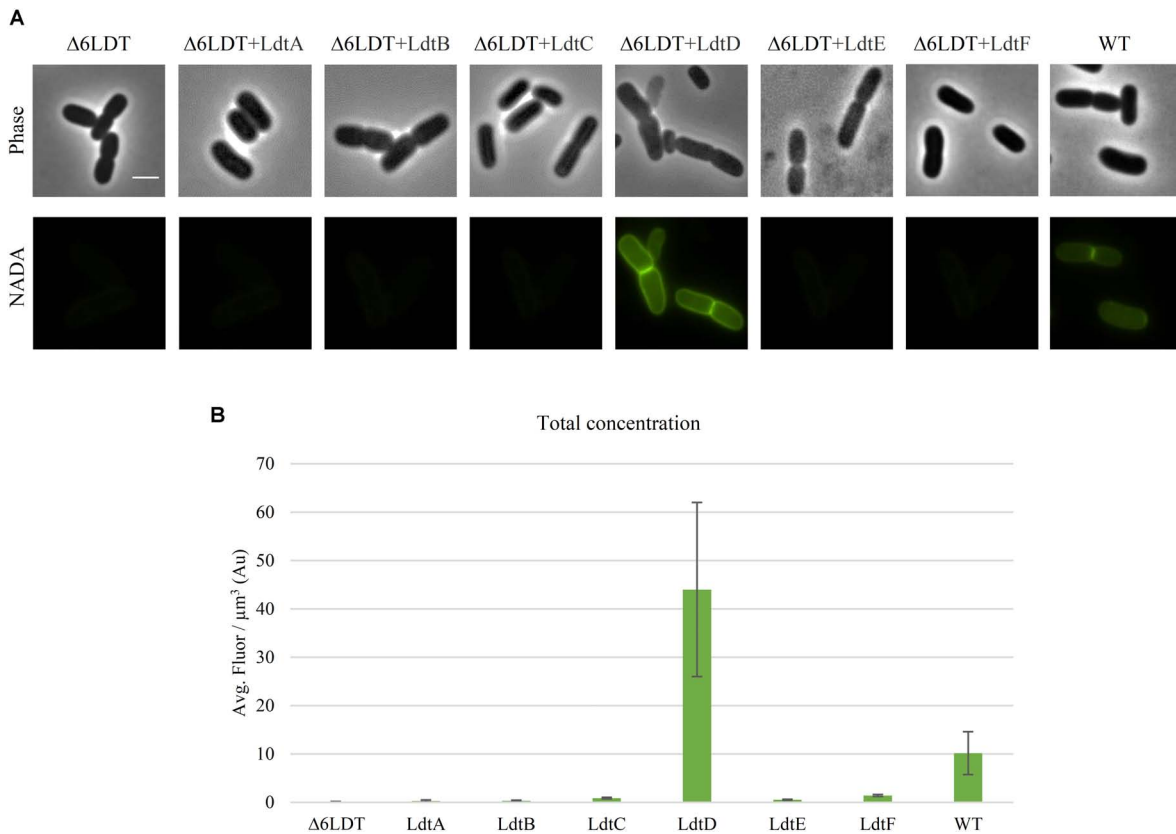 A
Δ6LDT Δ6LDT+LdtA Δ6LDT+LdtB Δ6LDT+LdtC Δ6LDT+LdtD Δ6LDT+LdtE Δ6LDT+LdtF WT
Phase
NADA
B
Total concentration
Avg. Fluor / μm³ (Au)
70
60
50
40
30
20
10
0
Δ6LDT LdtA LdtB LdtC LdtD LdtE LdtF WT